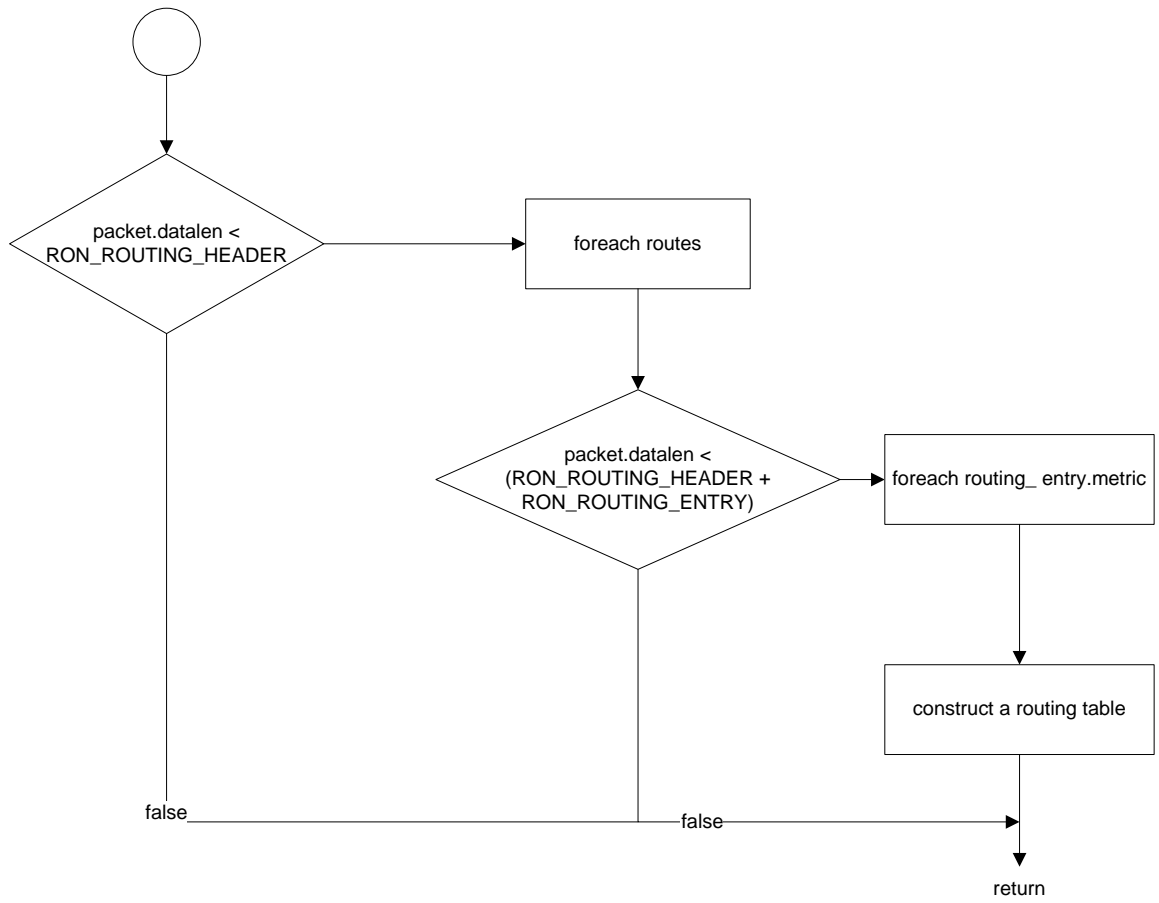 packet.datalen <
RON_ROUTING_HEADER
foreach routes
packet.datalen <
(RON_ROUTING_HEADER +
RON_ROUTING_ENTRY)
foreach routing_ entry.metric
construct a routing table
false
false
return